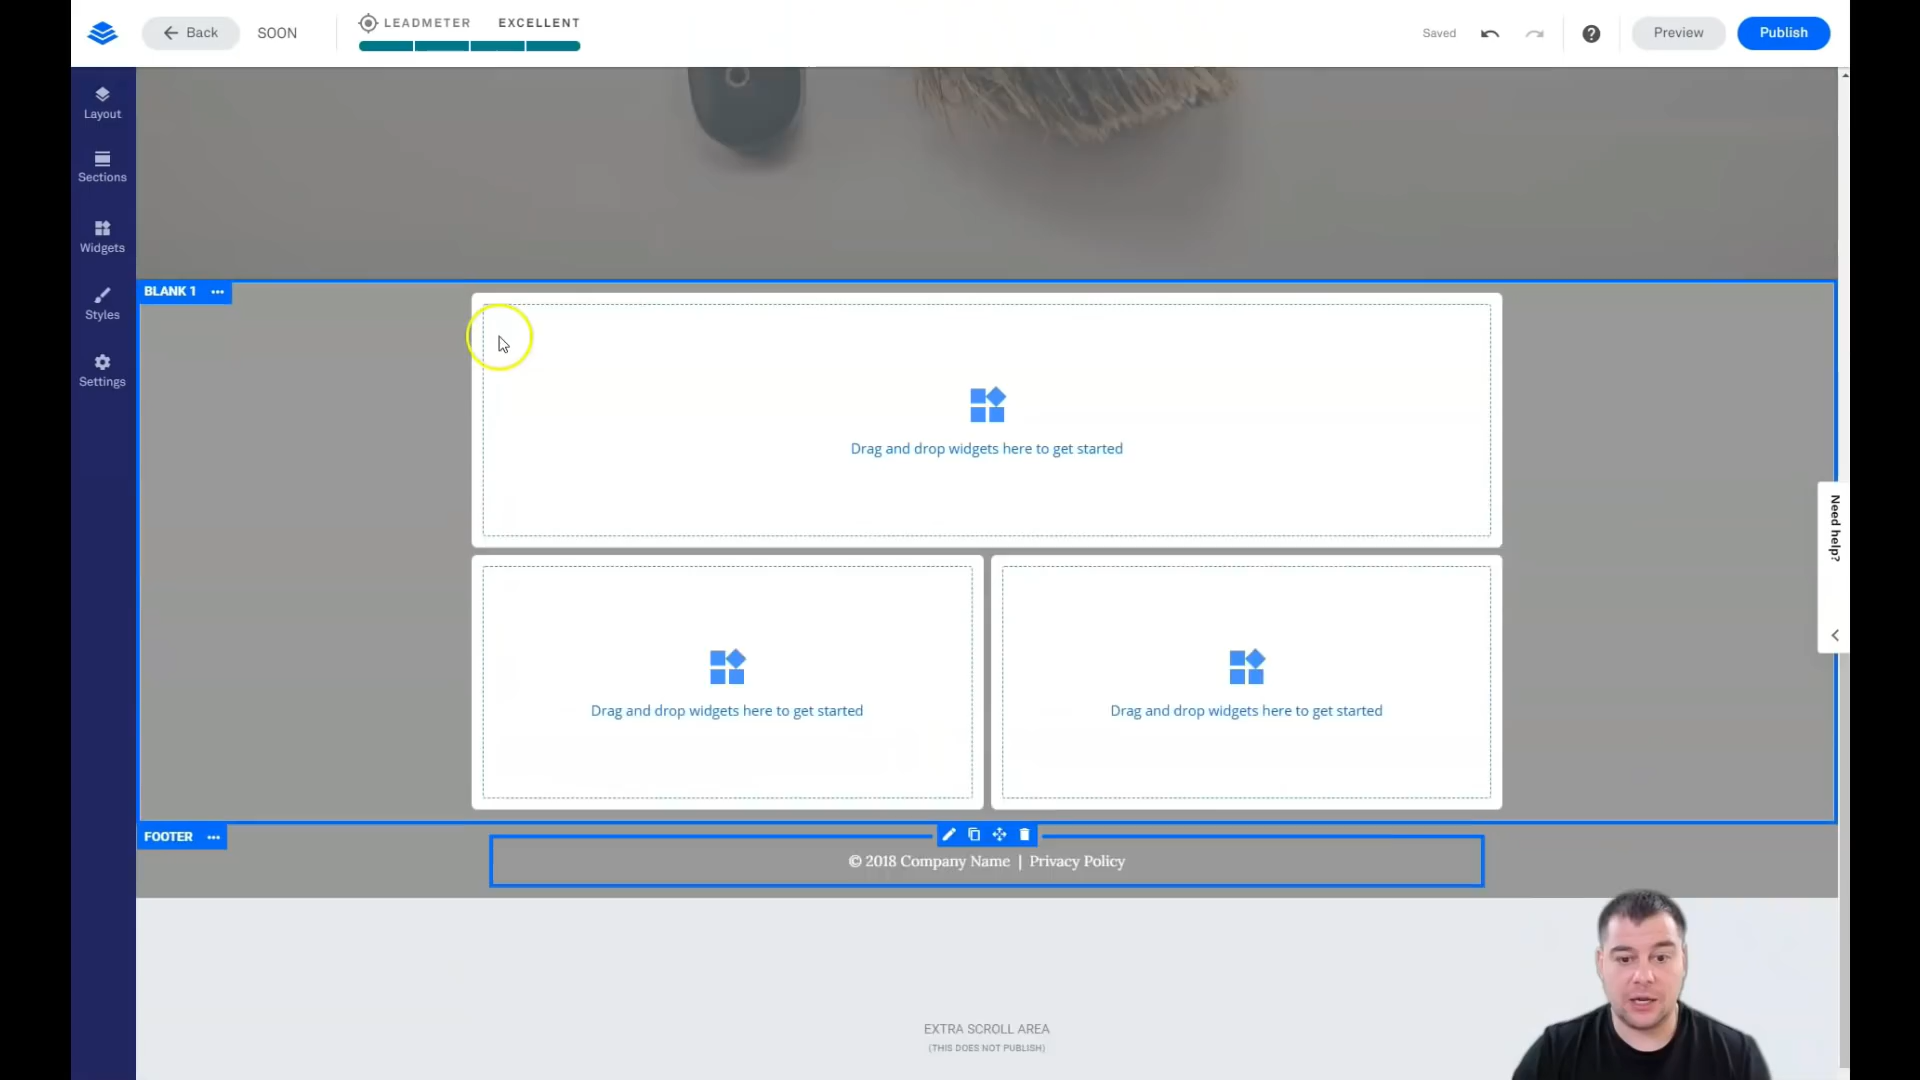 Back
SOON
LEADMETER EXCELLENT
Saved
Preview
Publish
Layout
Sections
Widgets
Styles
Settings
BLANK 1
Drag and drop widgets here to get started
Drag and drop widgets here to get started
Drag and drop widgets here to get started
Need help?
FOOTER
© 2018 Company Name | Privacy Policy
EXTRA SCROLL AREA
(THIS DOES NOT PUBLISH)